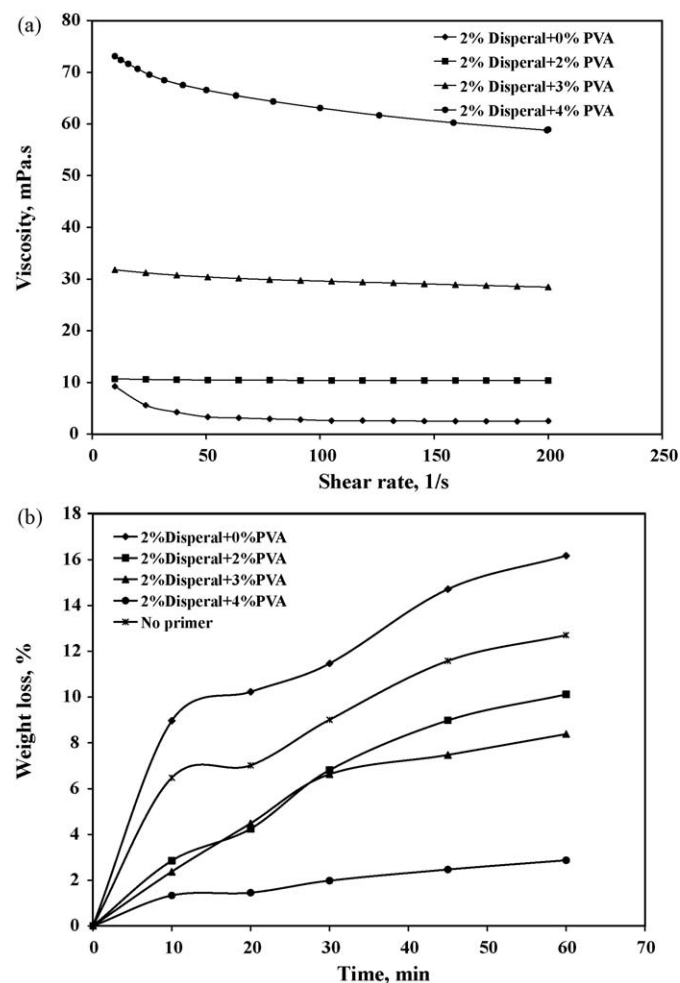 (a)
80
70
60
50
40
30
20
10
0
0 50 100 150 200 250
Viscosity, mPa.s
Shear rate, 1/s
2% Disperal+0% PVA
2% Disperal+2% PVA
2% Disperal+3% PVA
2% Disperal+4% PVA
(b)
18
16
14
12
10
8
6
4
2
0
0 10 20 30 40 50 60 70
Weight loss, %
Time, min
2%Disperal+0%PVA
2%Disperal+2%PVA
2%Disperal+3%PVA
2%Disperal+4%PVA
No primer